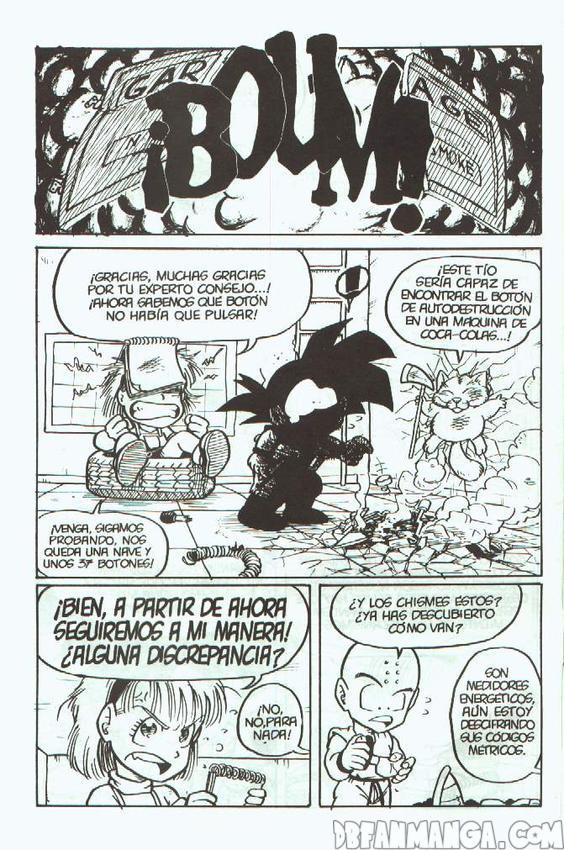 GAR
¡BOUM!
AGE
SMOKE
¡GRACIAS, MUCHAS GRACIAS
POR TU EXPERTO CONSEJO...!
¡AHORA SABEMOS QUE BOTÓN
NO HABÍA QUE PULSAR!
¡ESTE TÍO
SERÍA CAPAZ DE
ENCONTRAR EL BOTÓN
DE AUTODESTRUCCIÓN
EN UNA MAQUINA DE
COCA-COLAS...!
¡VENGA, SIGAMOS
PROBANDO, NOS
QUEDA UNA NAVE Y
UNOS 37 BOTONES!
¡BIEN, A PARTIR DE AHORA
SEGUIREMOS A MI MANERA!
¿ALGUNA DISCREPANCIA?
¡NO,
NO,PARA
NADA!
¿Y LOS CHISMES ESTOS?
¿YA HAS DESCUBIERTO
CÓMO VAN?
SON
MEDIDORES
ENERGETICOS,
AÚN ESTOY
DESCIFRANDO
SUS CÓDIGOS
MÉTRICOS.
DBFANMANGA.COM